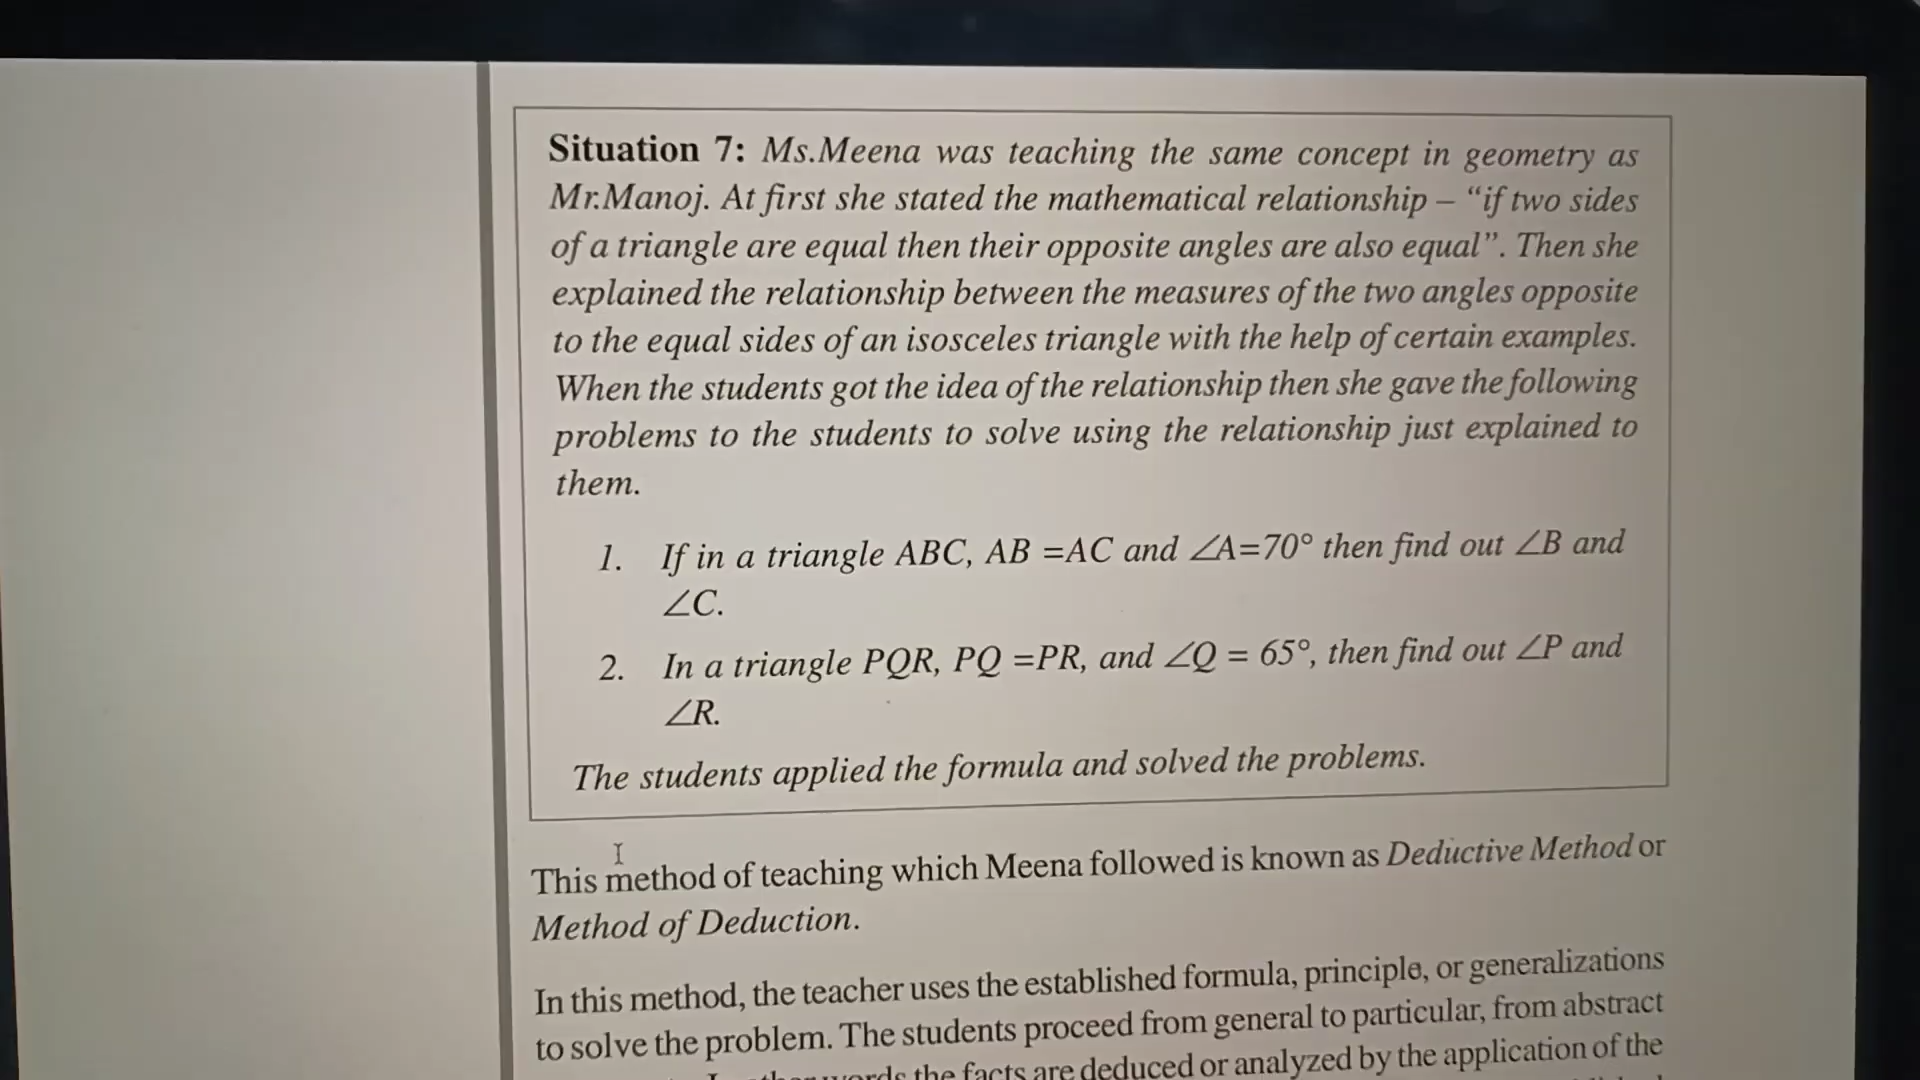 Situation 7: Ms.Meena was teaching the same concept in geometry as
Mr.Manoj. At first she stated the mathematical relationship – “if two sides
of a triangle are equal then their opposite angles are also equal”. Then she
explained the relationship between the measures of the two angles opposite
to the equal sides of an isosceles triangle with the help of certain examples.
When the students got the idea of the relationship then she gave the following
problems to the students to solve using the relationship just explained to
them.
1. If in a triangle ABC, AB =AC and ∠A=70° then find out ∠B and
∠C.
2. In a triangle PQR, PQ =PR, and ∠Q = 65°, then find out ∠P and
∠R.
The students applied the formula and solved the problems.
This method of teaching which Meena followed is known as Deductive Method or
Method of Deduction.
In this method, the teacher uses the established formula, principle, or generalizations
to solve the problem. The students proceed from general to particular, from abstract
words the facts are deduced or analyzed by the application of the